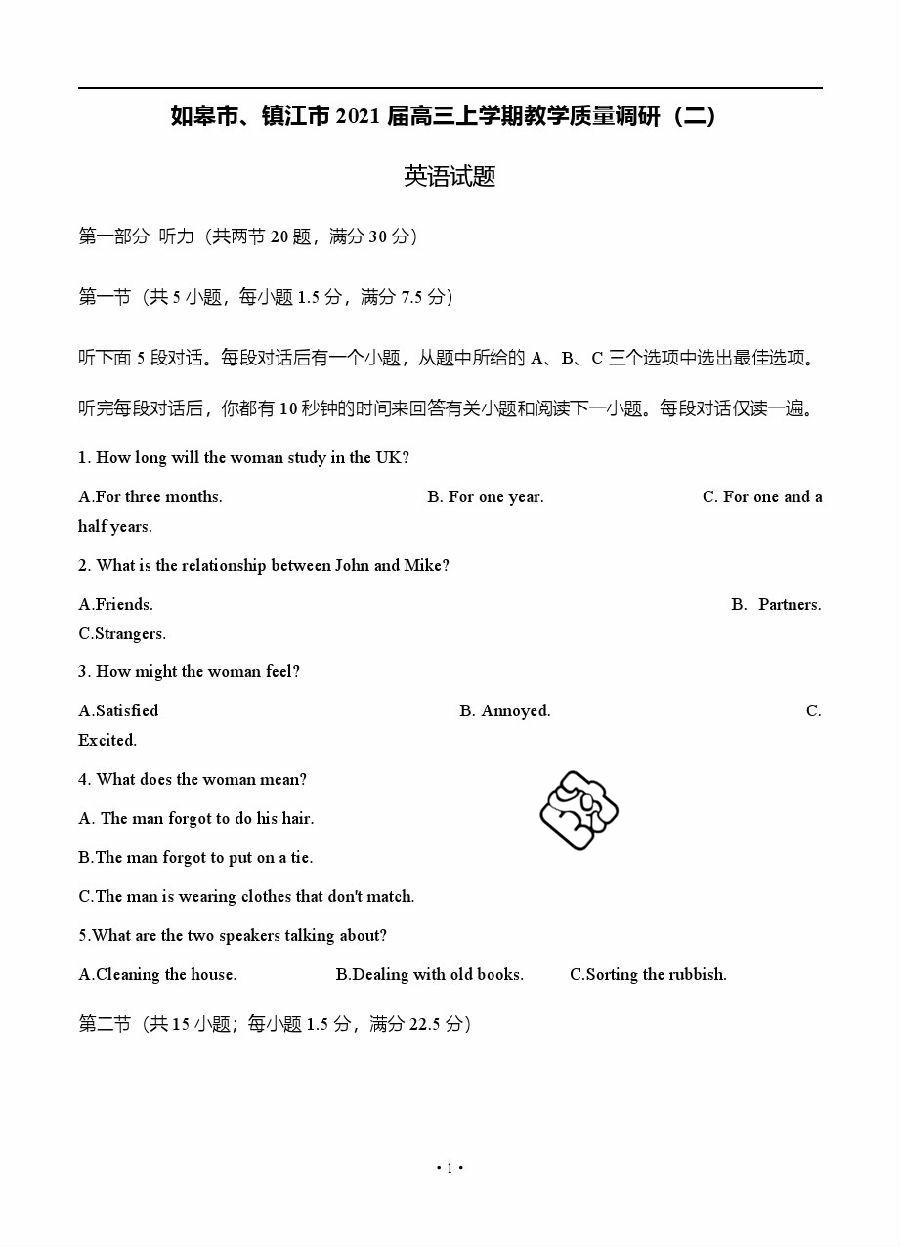 如皋市、镇江市 2021 届高三上学期教学质量调研（二）
英语试题
第一部分 听力（共两节 20 题，满分 30 分）
第一节（共 5 小题，每小题 1.5 分，满分 7.5 分）
听下面 5 段对话。每段对话后有一个小题，从题中所给的 A、B、C 三个选项中选出最佳选项。
听完每段对话后，你都有 10 秒钟的时间来回答有关小题和阅读下一小题。每段对话仅读一遍。
1. How long will the woman study in the UK?
A.For three months. B. For one year. C. For one and a
half years.
2. What is the relationship between John and Mike?
A.Friends. B. Partners.
C.Strangers.
3. How might the woman feel?
A.Satisfied B. Annoyed. C.
Excited.
4. What does the woman mean?
A. The man forgot to do his hair.
B.The man forgot to put on a tie.
C.The man is wearing clothes that don't match.
5.What are the two speakers talking about?
A.Cleaning the house. B.Dealing with old books. C.Sorting the rubbish.
第二节（共 15 小题；每小题 1.5 分，满分 22.5 分）
• 1 •